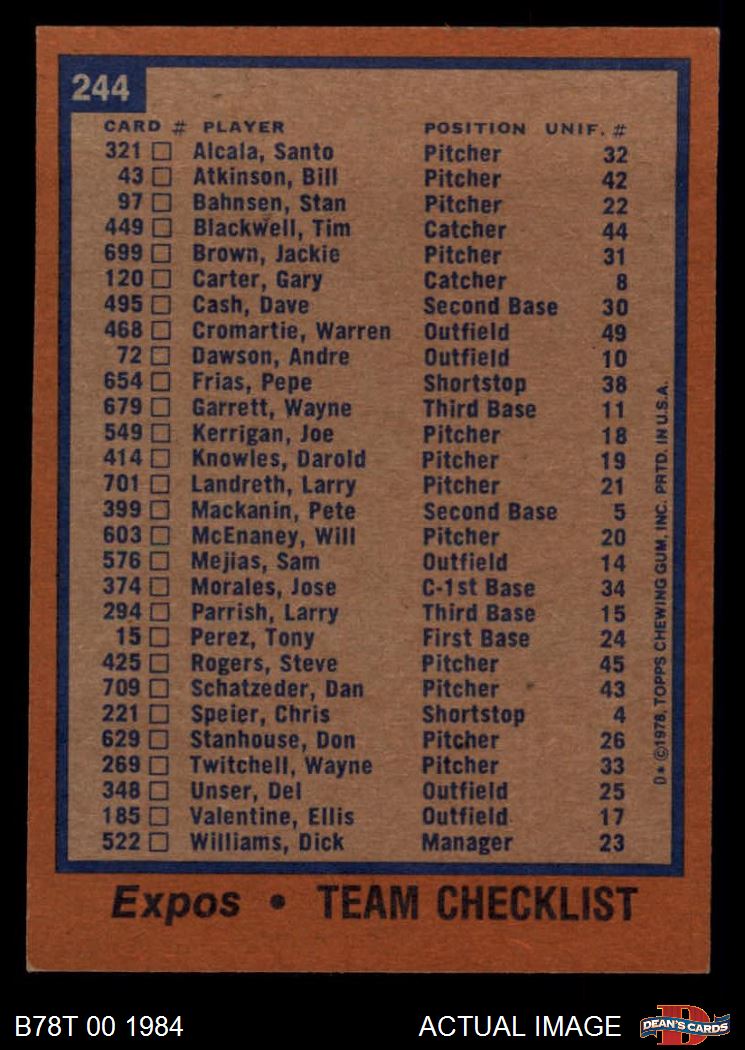 244
CARD # PLAYER POSITION UNIF. #
321 Alcala, Santo Pitcher 32
43 Atkinson, Bill Pitcher 42
97 Bahnsen, Stan Pitcher 22
449 Blackwell, Tim Catcher 44
699 Brown, Jackie Pitcher 31
120 Carter, Gary Catcher 8
495 Cash, Dave Second Base 30
468 Cromartie, Warren Outfield 49
72 Dawson, Andre Outfield 10
654 Frias, Pepe Shortstop 38
679 Garrett, Wayne Third Base 11
549 Kerrigan, Joe Pitcher 18
414 Knowles, Darold Pitcher 19
701 Landreth, Larry Pitcher 21
399 Mackanin, Pete Second Base 5
603 McEnaney, Will Pitcher 20
576 Mejias, Sam Outfield 14
374 Morales, Jose C-1st Base 34
294 Parrish, Larry Third Base 15
15 Perez, Tony First Base 24
425 Rogers, Steve Pitcher 45
709 Schatzeder, Dan Pitcher 43
221 Speier, Chris Shortstop 4
629 Stanhouse, Don Pitcher 26
269 Twitchell, Wayne Pitcher 33
348 Unser, Del Outfield 25
185 Valentine, Ellis Outfield 17
522 Williams, Dick Manager 23
D* ©1978, TOPPS CHEWING GUM, INC. PRTD. IN U.S.A.
Expos • TEAM CHECKLIST
B78T 00 1984 ACTUAL IMAGE
D
DEAN'S CARDS